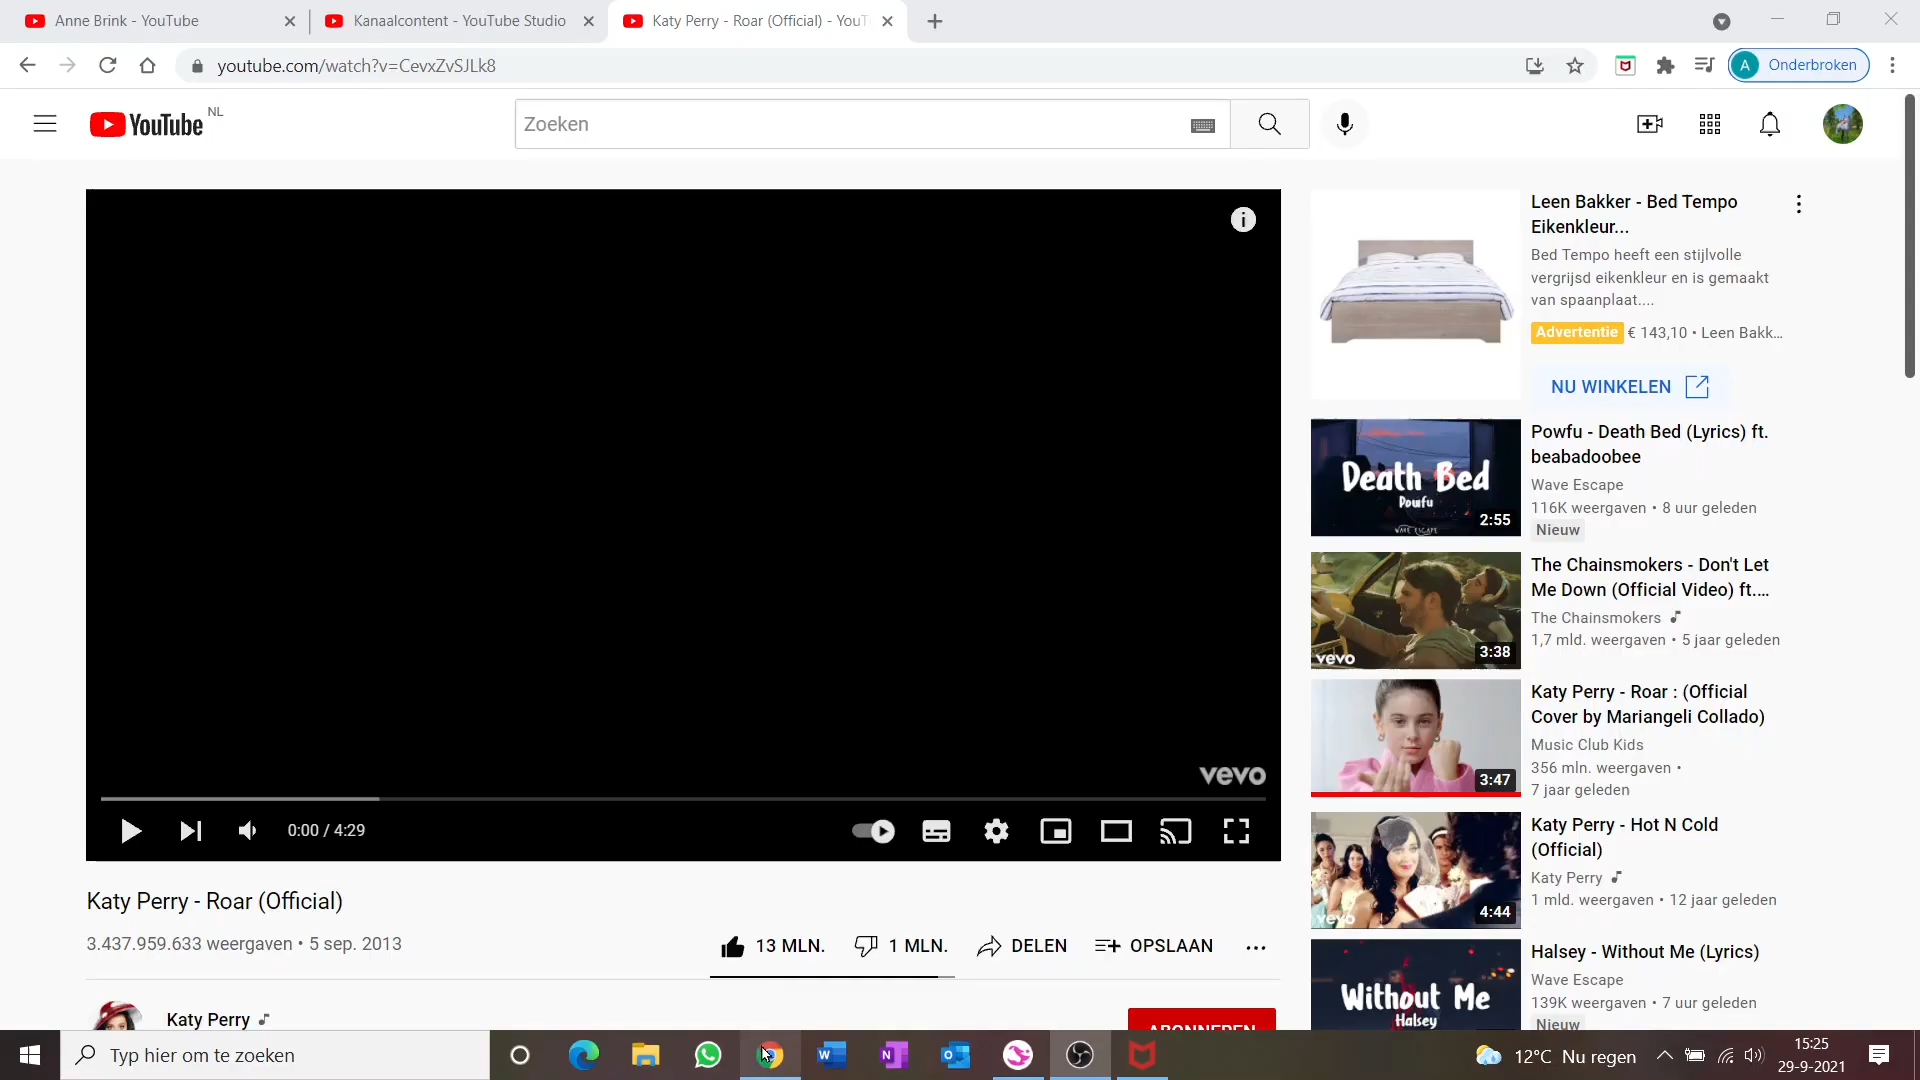 Anne Brink - YouTube
Kanaalcontent - YouTube Studio
Katy Perry - Roar (Official) - YouT
youtube.com/watch?v=CevxZvSJLk8
A Onderbroken
YouTube NL
Zoeken
Leen Bakker - Bed Tempo
Eikenkleur...
Bed Tempo heeft een stijlvolle
vergrijsd eikenkleur en is gemaakt
van spaanplaat....
Advertentie € 143,10 • Leen Bakk...
NU WINKELEN
Death Bed
Powfu
WAVE ESCAPE
2:55
Powfu - Death Bed (Lyrics) ft.
beabadoobee
Wave Escape
116K weergaven • 8 uur geleden
Nieuw
vevo
3:38
The Chainsmokers - Don't Let
Me Down (Official Video) ft....
The Chainsmokers
1,7 mld. weergaven • 5 jaar geleden
3:47
Katy Perry - Roar : (Official
Cover by Mariangeli Collado)
Music Club Kids
356 mln. weergaven •
7 jaar geleden
vevo
4:44
Katy Perry - Hot N Cold
(Official)
Katy Perry
1 mld. weergaven • 12 jaar geleden
Without Me
Halsey
Halsey - Without Me (Lyrics)
Wave Escape
139K weergaven • 7 uur geleden
Nieuw
vevo
0:00 / 4:29
Katy Perry - Roar (Official)
3.437.959.633 weergaven • 5 sep. 2013
13 MLN.
1 MLN.
DELEN
OPSLAAN
Katy Perry
ABONNEREN
Typ hier om te zoeken
12°C Nu regen
15:25
29-9-2021